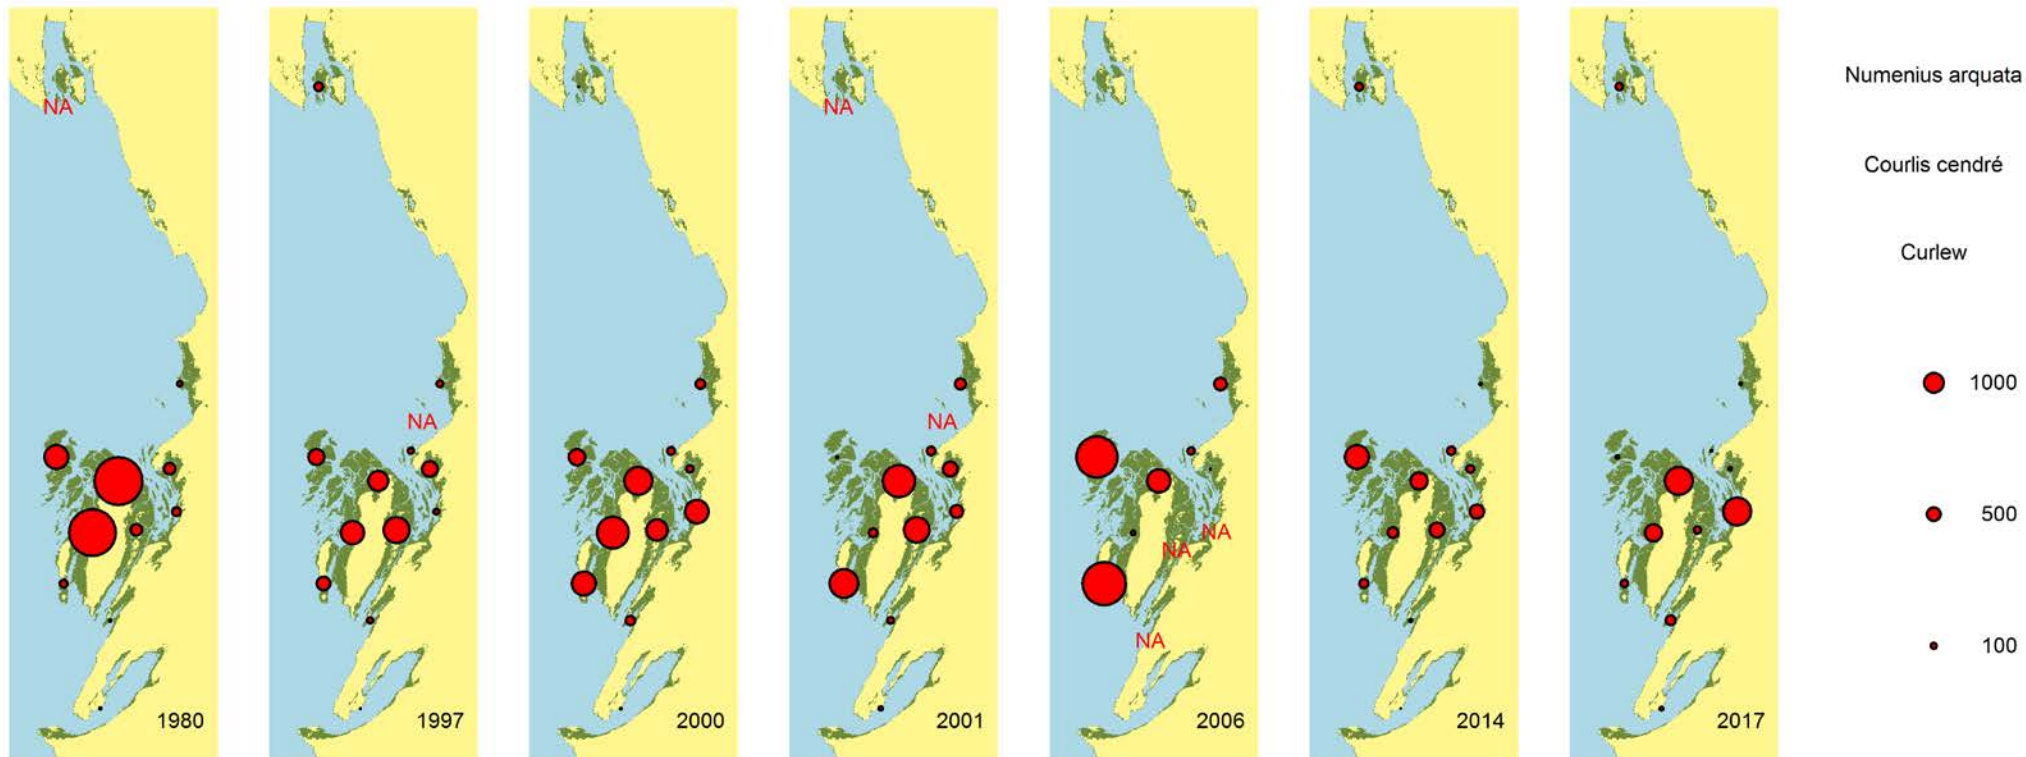 Numenius arquata
Courlis cendré
Curlew
1000
500
100
NA
1980
NA
1997
2000
NA
NA
2001
NA
NA
NA
2006
2014
2017